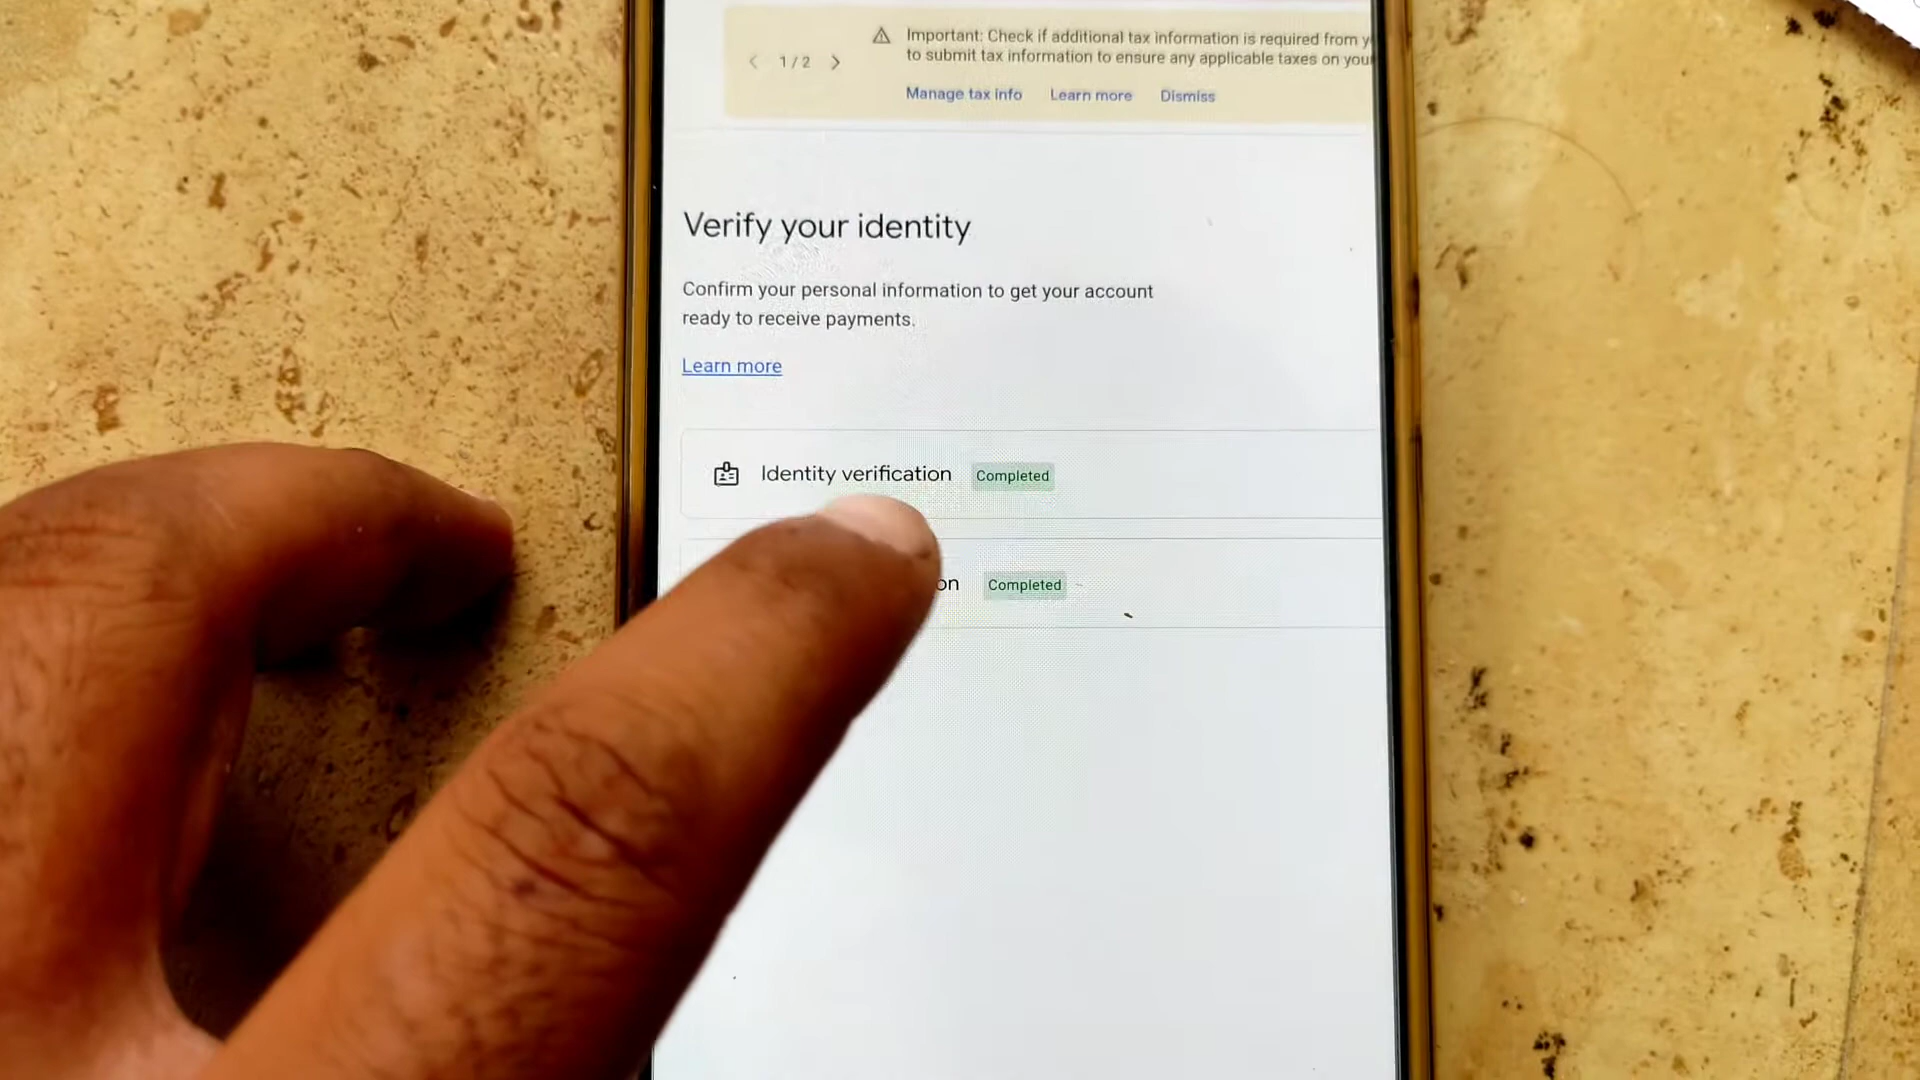 Important: Check if additional tax information is required from
to submit tax information to ensure any applicable taxes on your
1 / 2
Manage tax info Learn more Dismiss
Verify your identity
Confirm your personal information to get your account
ready to receive payments.
Learn more
Identity verification Completed
Completed